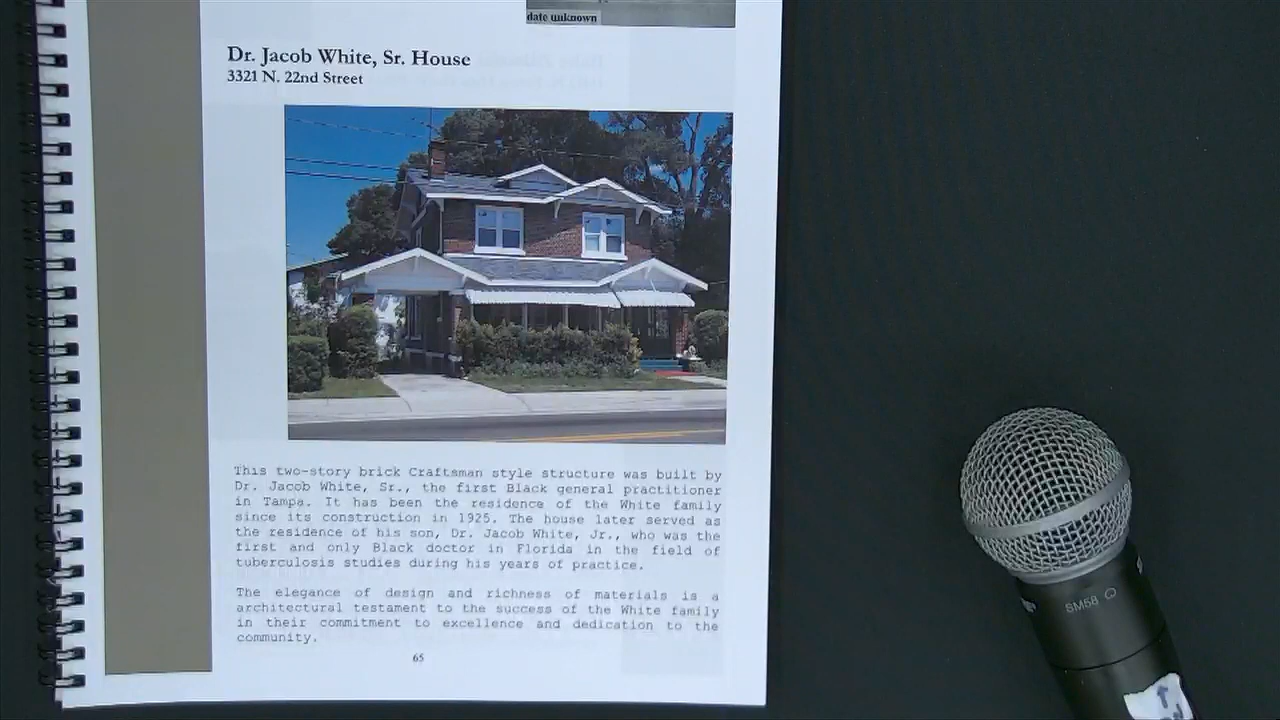 date unknown
Dr. Jacob White, Sr. House
3321 N. 22nd Street
This two-story brick Craftsman style structure was built by
Dr. Jacob White, Sr., the first Black general practitioner
in Tampa. It has been the residence of the White family
since its construction in 1925. The house later served as
the residence of his son, Dr. Jacob White, Jr., who was the
first and only Black doctor in Florida in the field of
tuberculosis studies during his years of practice.
The elegance of design and richness of materials is a
architectural testament to the success of the White family
in their commitment to excellence and dedication to the
community.
65
SM58